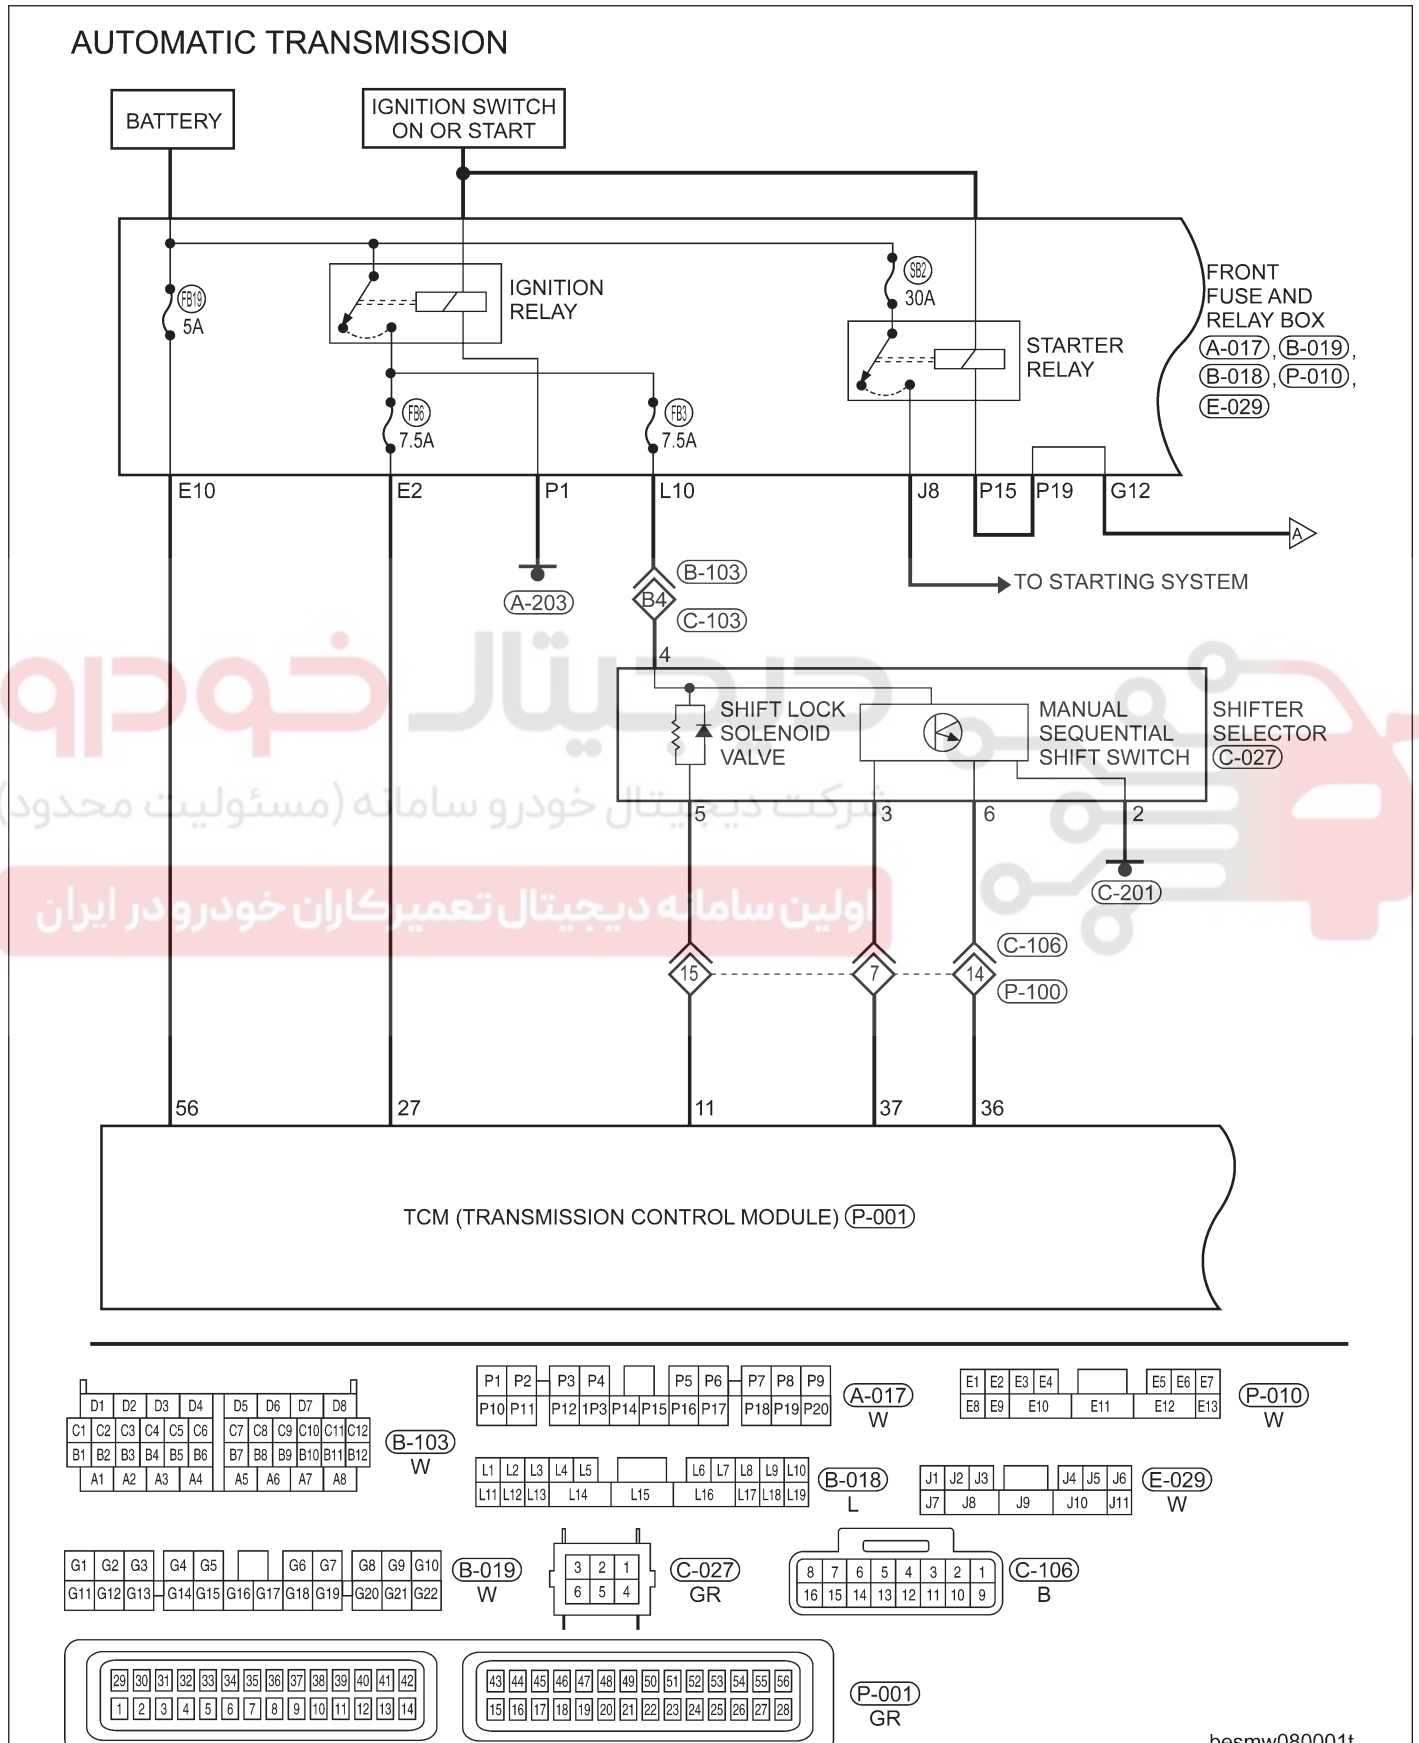 AUTOMATIC TRANSMISSION
BATTERY
IGNITION SWITCH
ON OR START
FB19
5A
IGNITION
RELAY
SB2
30A
STARTER
RELAY
FRONT
FUSE AND
RELAY BOX
A-017, B-019,
B-018, P-010,
E-029
FB6
7.5A
FB3
7.5A
E10 E2 P1 L10 J8 P15 P19 G12
A
A-203
B-103
B4
C-103
TO STARTING SYSTEM
4
دیجیتال خودرو
SHIFT LOCK
SOLENOID
VALVE
MANUAL
SEQUENTIAL
SHIFT SWITCH
SHIFTER
SELECTOR
C-027
شرکت دیجیتال خودرو سامانه (مسئولیت محدود)
5 3 6 2
C-201
اولین سامانه دیجیتال تعمیرکاران خودرو در ایران
15 7 14
C-106
P-100
56 27 11 37 36
TCM (TRANSMISSION CONTROL MODULE) P-001
D1 D2 D3 D4 D5 D6 D7 D8
C1 C2 C3 C4 C5 C6 C7 C8 C9 C10 C11 C12
B1 B2 B3 B4 B5 B6 B7 B8 B9 B10 B11 B12
A1 A2 A3 A4 A5 A6 A7 A8
B-103
W
P1 P2 P3 P4 P5 P6 P7 P8 P9
P10 P11 P12 1P3 P14 P15 P16 P17 P18 P19 P20
A-017
W
E1 E2 E3 E4 E5 E6 E7
E8 E9 E10 E11 E12 E13
P-010
W
L1 L2 L3 L4 L5 L6 L7 L8 L9 L10
L11 L12 L13 L14 L15 L16 L17 L18 L19
B-018
L
J1 J2 J3 J4 J5 J6
J7 J8 J9 J10 J11
E-029
W
G1 G2 G3 G4 G5 G6 G7 G8 G9 G10
G11 G12 G13 G14 G15 G16 G17 G18 G19 G20 G21 G22
B-019
W
3 2 1
6 5 4
C-027
GR
8 7 6 5 4 3 2 1
16 15 14 13 12 11 10 9
C-106
B
29 30 31 32 33 34 35 36 37 38 39 40 41 42
1 2 3 4 5 6 7 8 9 10 11 12 13 14
43 44 45 46 47 48 49 50 51 52 53 54 55 56
15 16 17 18 19 20 21 22 23 24 25 26 27 28
P-001
GR
besmw080001t